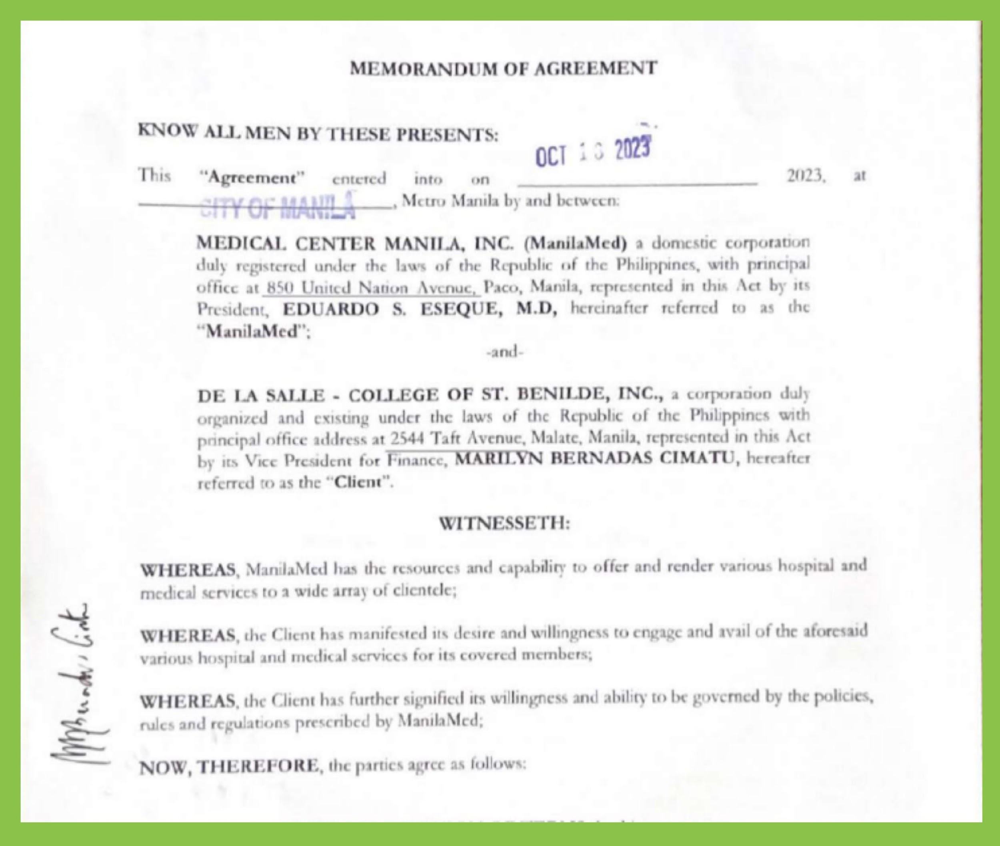 MEMORANDUM OF AGREEMENT
KNOW ALL MEN BY THESE PRESENTS:
OCT 2023
This "Agreement" entered into on 2023, at
CITY OF MANILA, Metro Manila by and between:
MEDICAL CENTER MANILA, INC. (ManilaMed) a domestic corporation
duly registered under the laws of the Republic of the Philippines, with principal
office at 850 United Nation Avenue, Paco, Manila, represented in this Act by its
President, EDUARDO S. ESEQUE, M.D, hereinafter referred to as the
"ManilaMed";
-and-
DE LA SALLE - COLLEGE OF ST. BENILDE, INC., a corporation duly
organized and existing under the laws of the Republic of the Philippines with
principal office address at 2544 Taft Avenue, Malate, Manila, represented in this Act
by its Vice President for Finance, MARILYN BERNADAS CIMATU, hereafter
referred to as the "Client".
WITNESSETH:
WHEREAS, ManilaMed has the resources and capability to offer and render various hospital and
medical services to a wide array of clientele;
WHEREAS, the Client has manifested its desire and willingness to engage and avail of the aforesaid
various hospital and medical services for its covered members;
WHEREAS, the Client has further signified its willingness and ability to be governed by the policies,
rules and regulations prescribed by ManilaMed;
NOW, THEREFORE, the parties agree as follows: